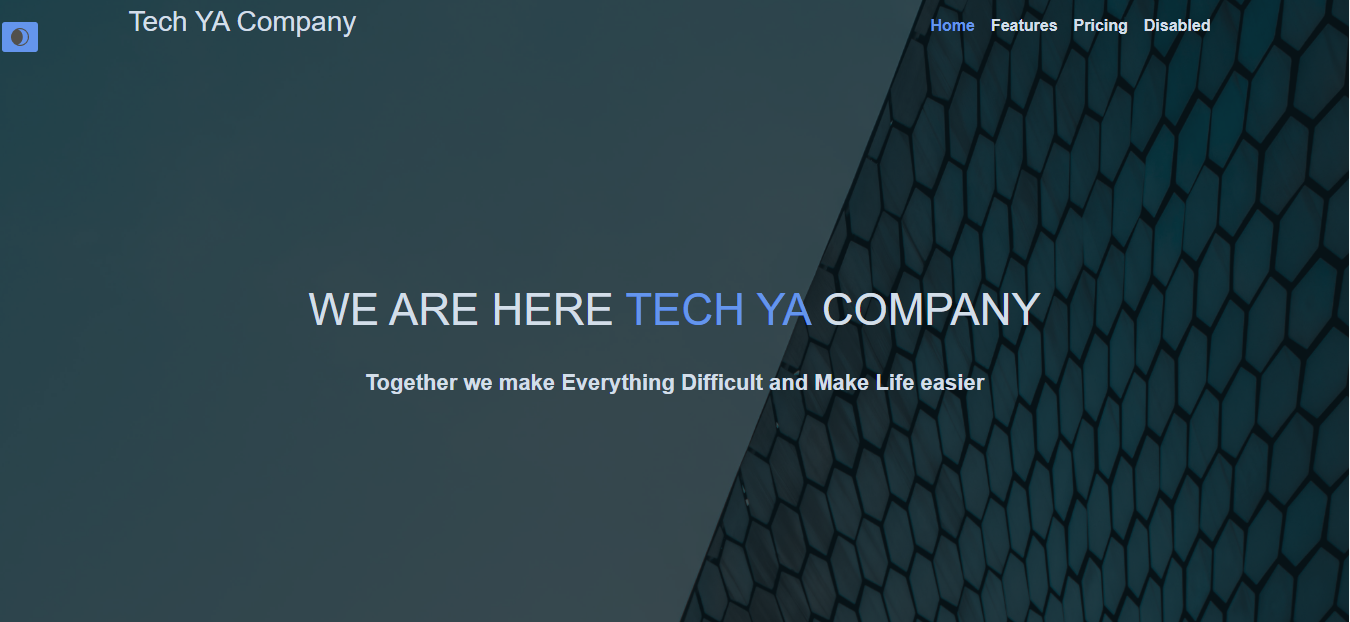 Tech YA Company
Home Features Pricing Disabled
WE ARE HERE TECH YA COMPANY
Together we make Everything Difficult and Make Life easier